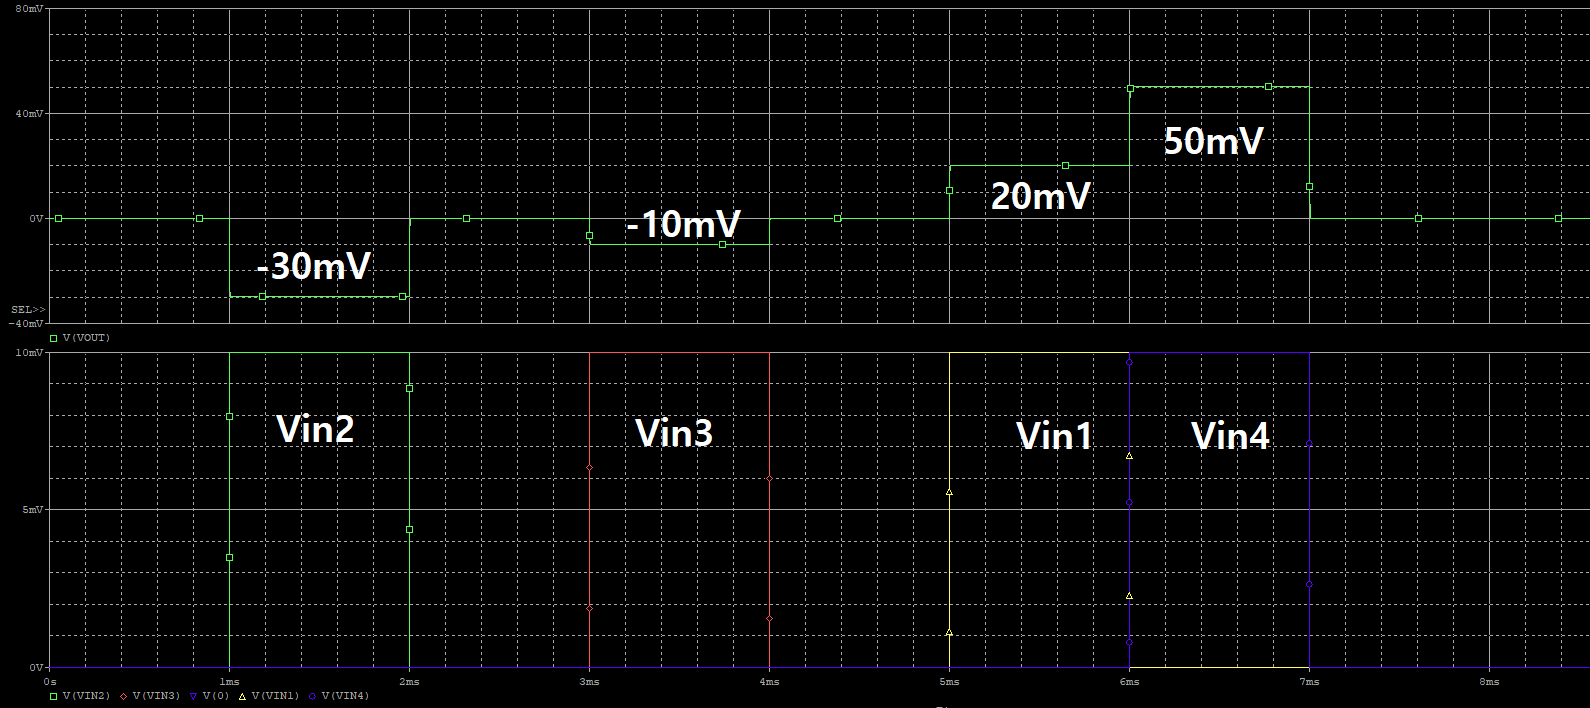 80mV
40mV
50mV
20mV
0V
-10mV
-30mV
SEL>>
-40mV
V(VOUT)
10mV
Vin2 Vin3 Vin1 Vin4
5mV
0V
0s 1ms 2ms 3ms 4ms 5ms 6ms 7ms 8ms
V(VIN2) V(VIN3) V(0) V(VIN1) V(VIN4)